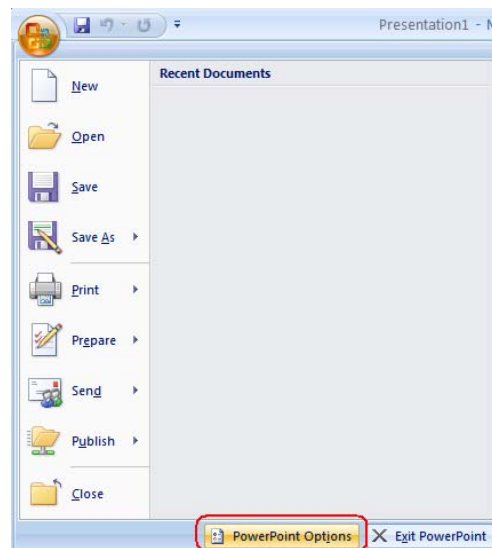 Presentation1 -
New
Recent Documents
Open
Save
Save As
Print
Prepare
Send
Publish
Close
PowerPoint Options
Exit PowerPoint